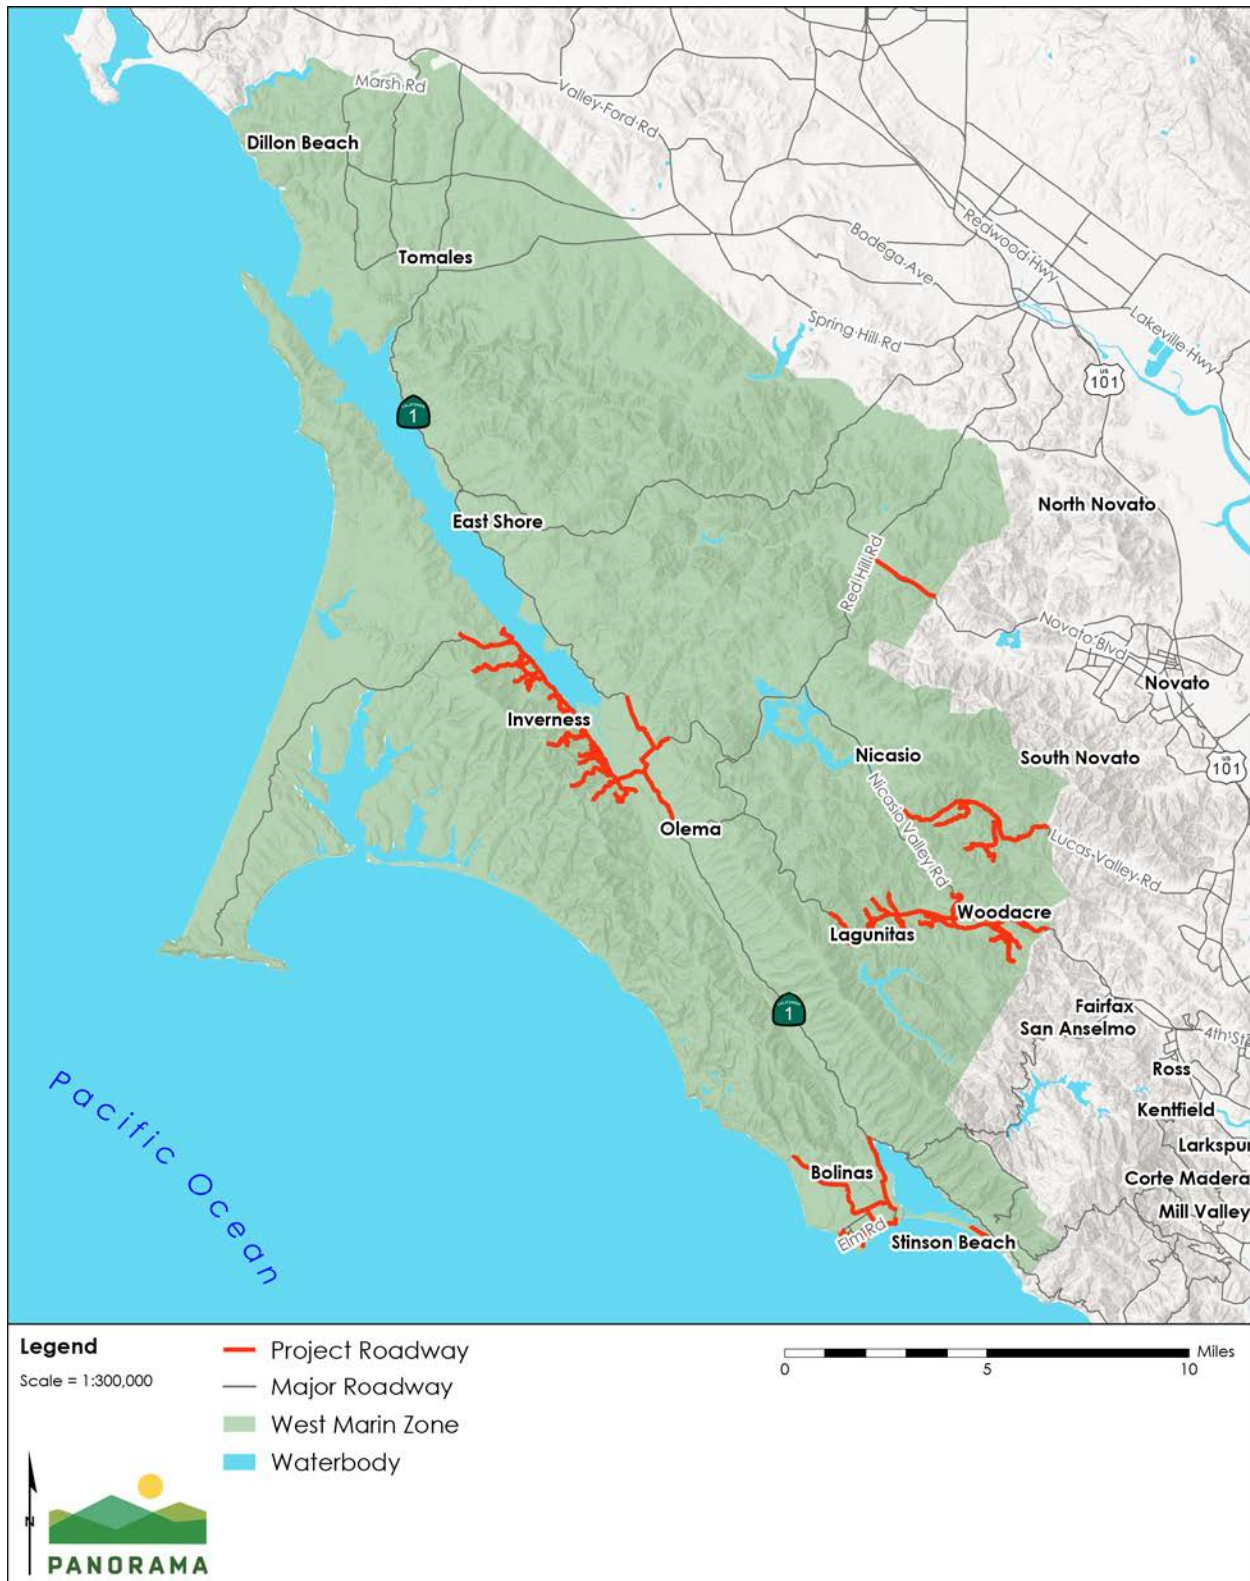 Marsh Rd
Valley Ford Rd
Dillon Beach
Redwood Hwy
Bodega Ave
Tomales
Lakeville Hwy
Spring Hill Rd
US
101
CALIFORNIA
1
North Novato
East Shore
Red Hill Rd
Novato Blvd
Novato
Inverness
Nicasio
South Novato
US
101
Nicasio Valley Rd
Olema
Lucas Valley Rd
Woodacre
Lagunitas
CALIFORNIA
1
Fairfax
San Anselmo
4th St
Ross
Pacific Ocean
Kentfield
Larkspur
Bolinas
Corte Madera
Mill Valley
Elm Rd
Stinson Beach
Legend
Scale = 1:300,000
Project Roadway
Major Roadway
West Marin Zone
Waterbody
Miles
0 5 10
N
PANORAMA